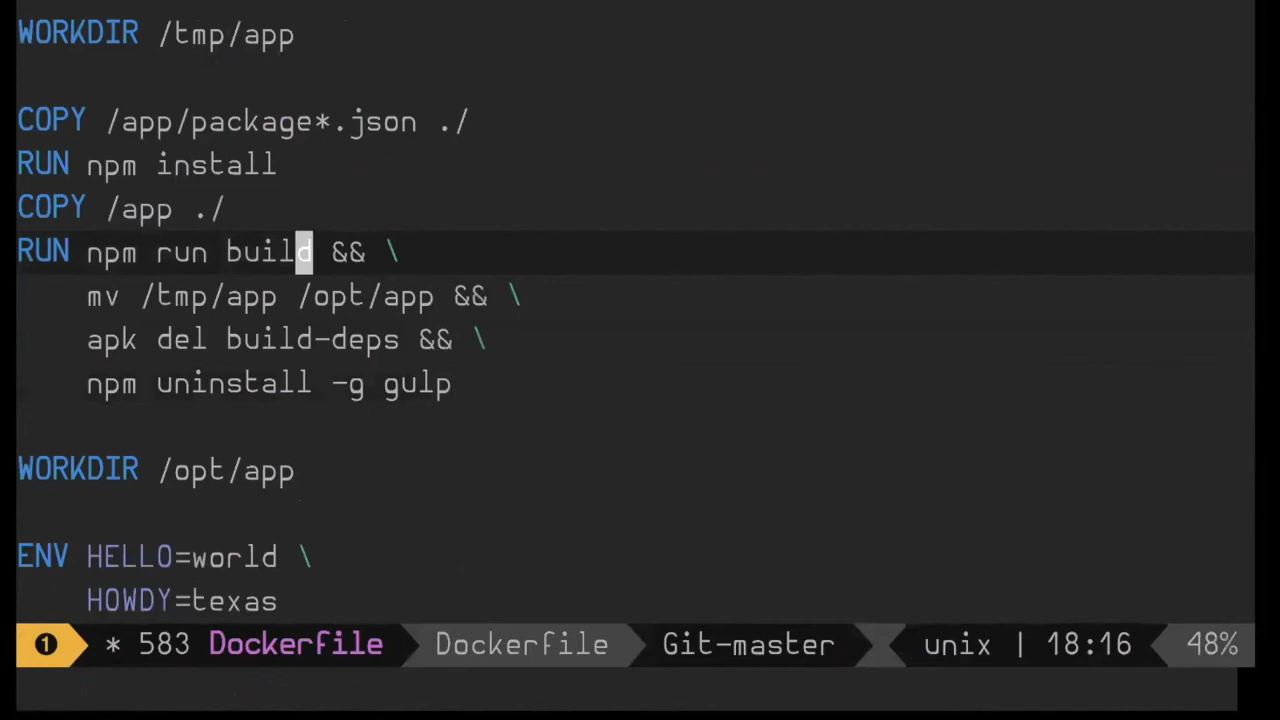 WORKDIR /tmp/app
COPY /app/package*.json ./
RUN npm install
COPY /app ./
RUN npm run build && \
mv /tmp/app /opt/app && \
apk del build-deps && \
npm uninstall -g gulp
WORKDIR /opt/app
ENV HELLO=world \
HOWDY=texas
❶ * 583 Dockerfile Dockerfile Git-master unix | 18:16 48%